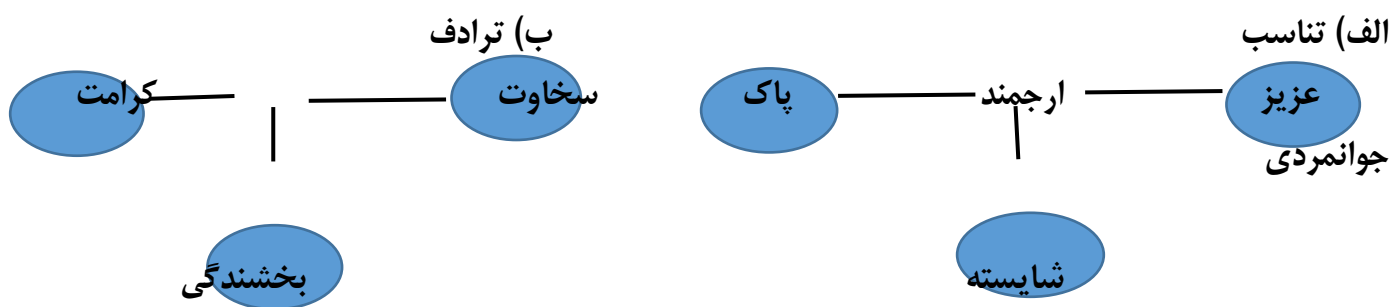 الف) تناسب ب) ترادف
عزیز ارجمند پاک سخاوت کرامت
جوانمردی
شایسته بخشندگی